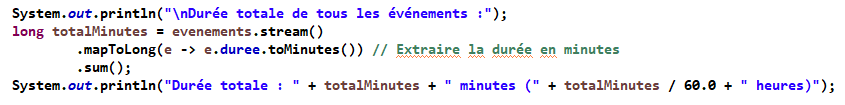 System.out.println("\nDurée totale de tous les événements :");
long totalMinutes = evenements.stream()
.mapToLong(e -> e.duree.toMinutes()) // Extraire la durée en minutes
.sum();
System.out.println("Durée totale : " + totalMinutes + " minutes (" + totalMinutes / 60.0 + " heures)");